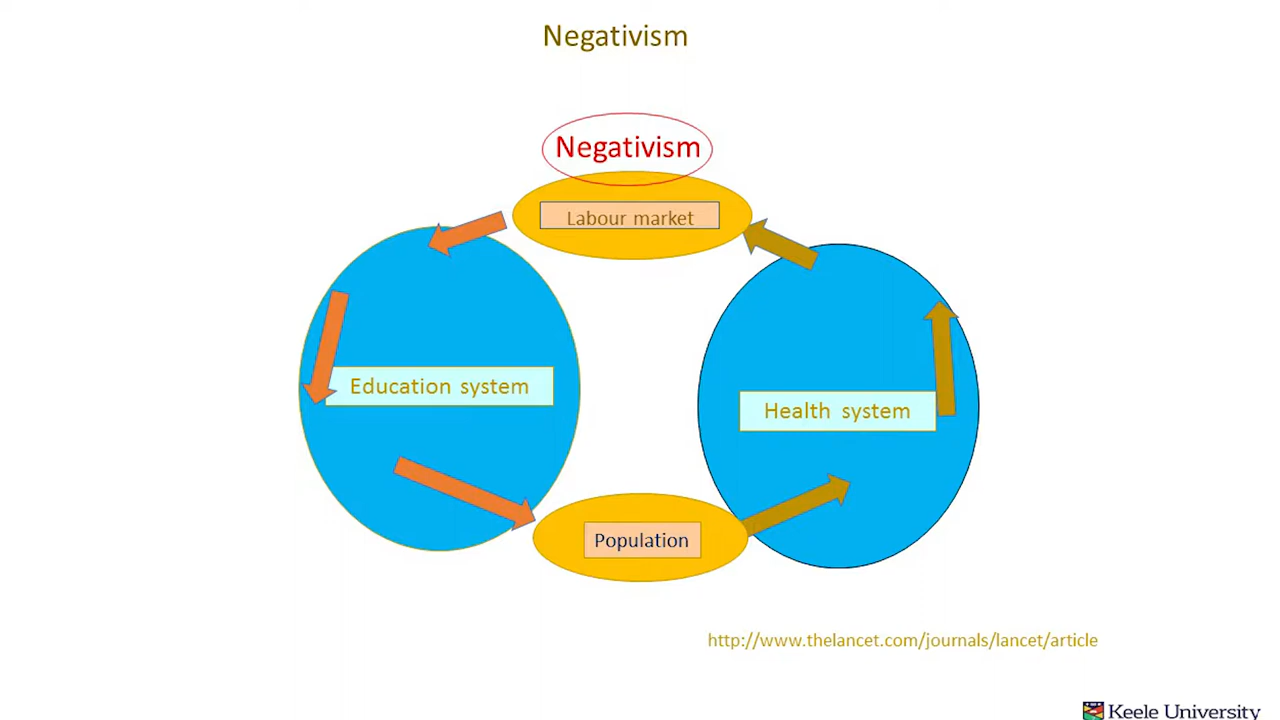 Negativism
Negativism
Labour market
Education system
Health system
Population
http://www.thelancet.com/journals/lancet/article
Keele University